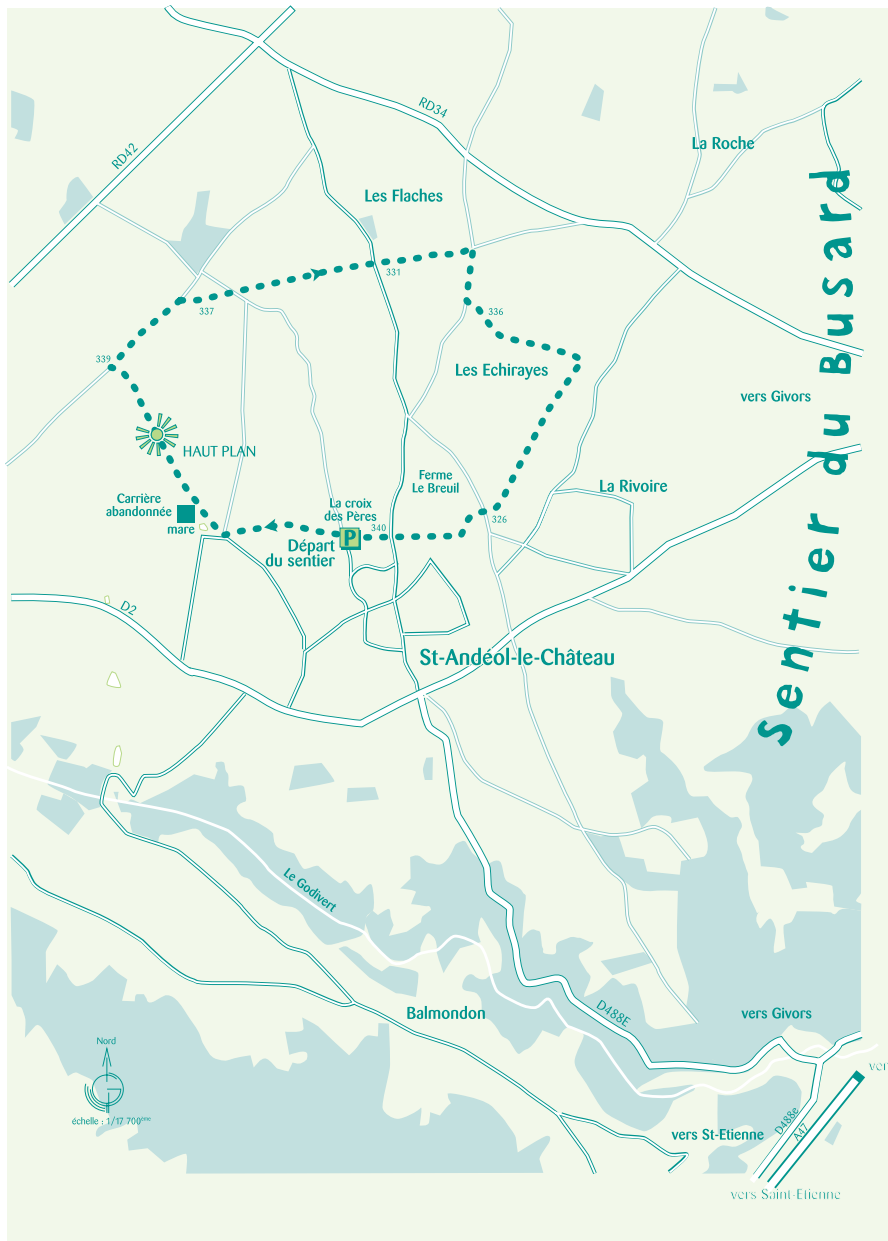 RD34
RD42
La Roche
Les Flaches
Sentier du Busard
331
337
336
339
Les Echirayes
vers Givors
HAUT PLAN
Ferme
Le Breuil
La Rivoire
Carrière
abandonnée
mare
La croix
des Pères
340
326
P
Départ
du sentier
D2
St-Andéol-le-Château
Le Godivert
Balmondon
D488E
vers Givors
Nord
échelle : 1/17 700ème
ver
D488e
A47
vers St-Etienne
vers Saint-Etienne